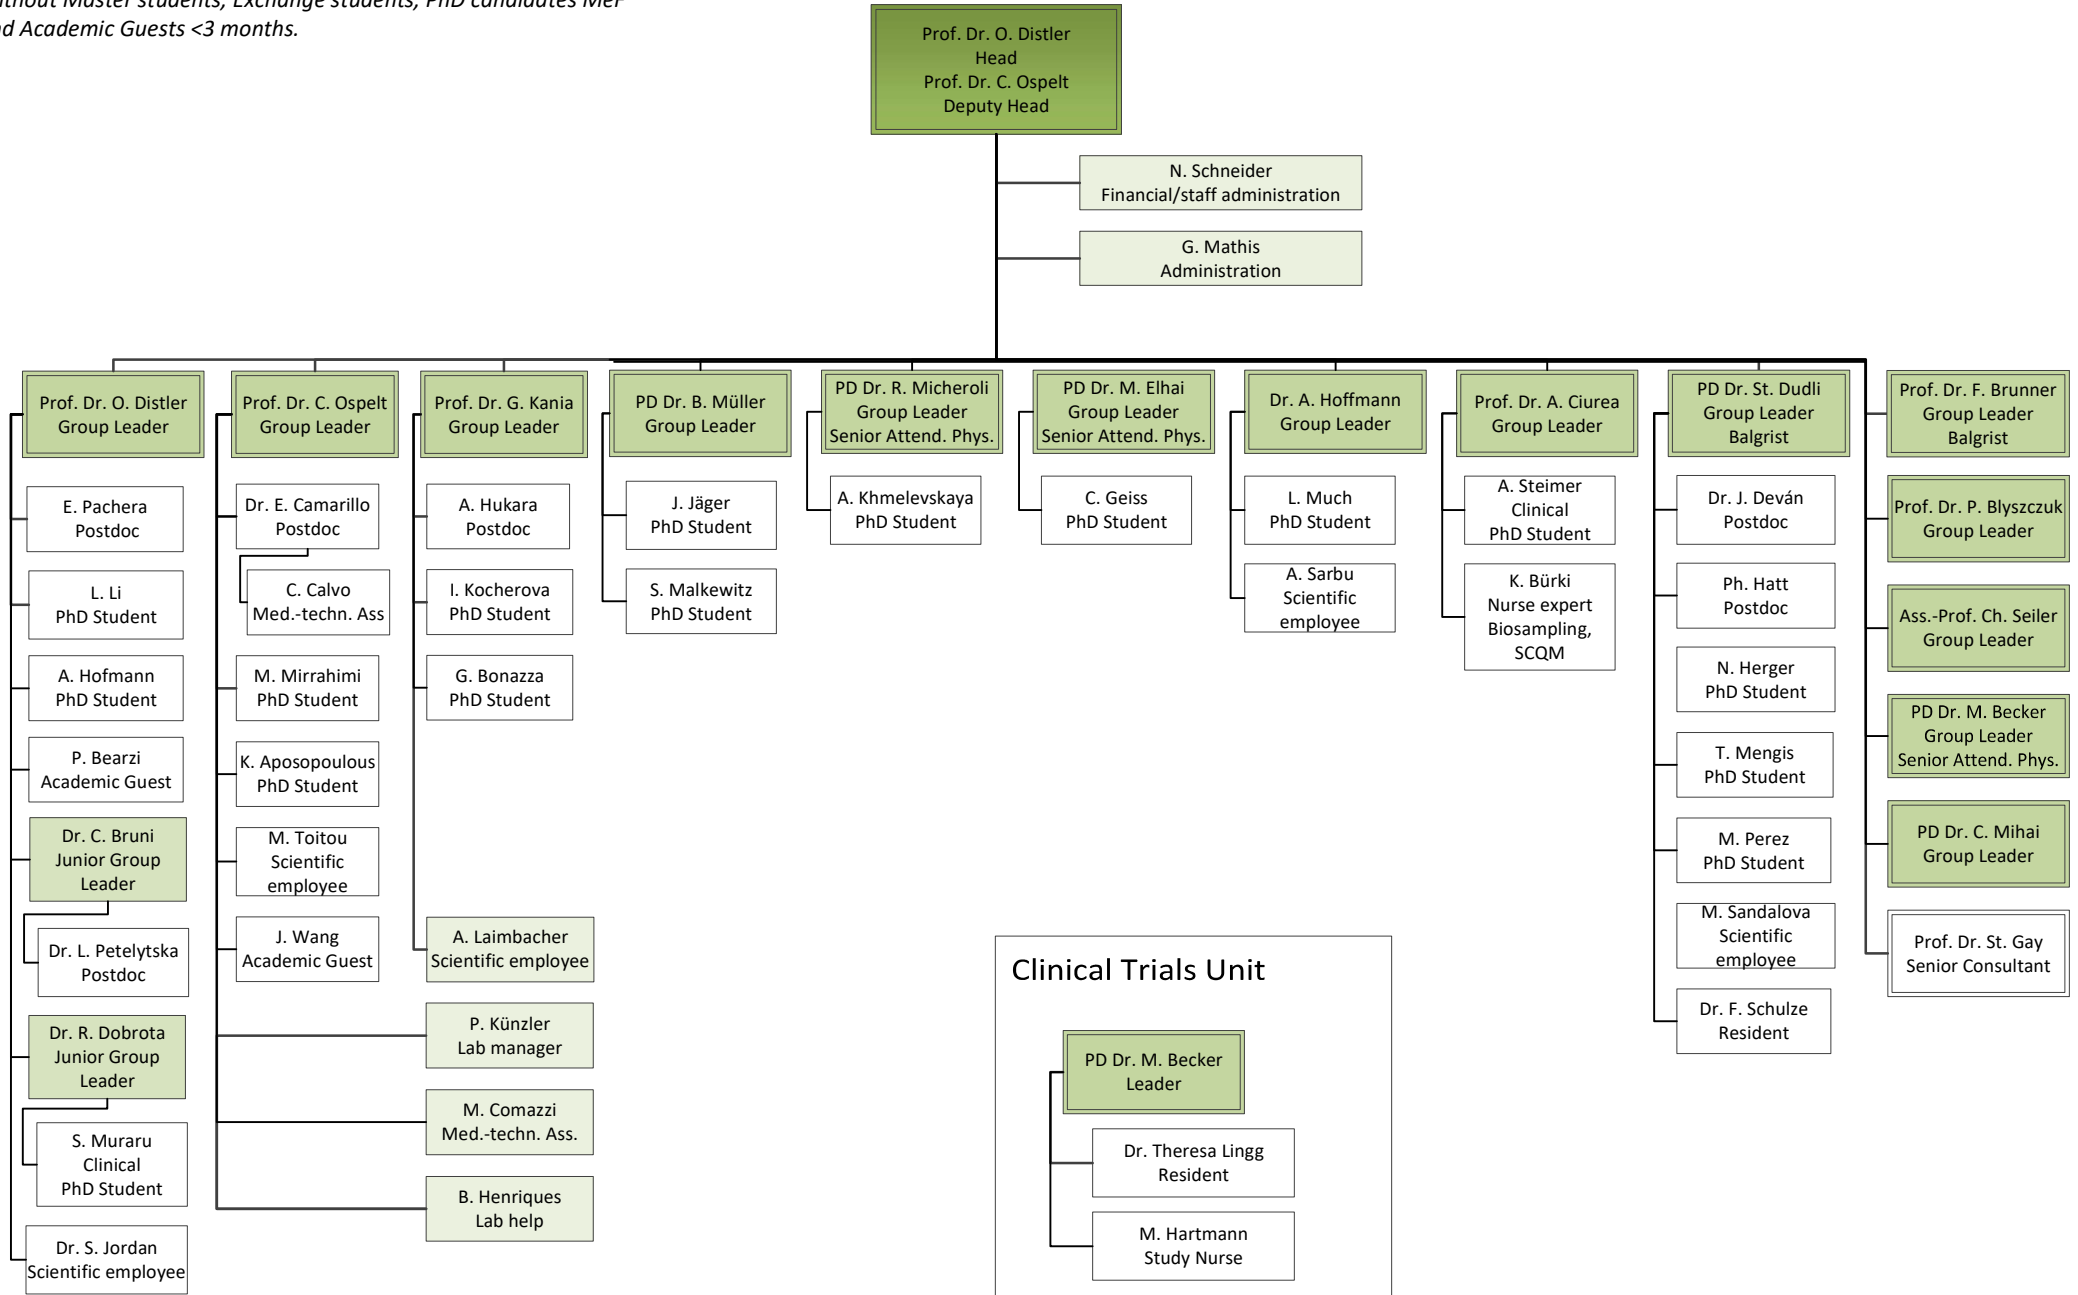 Master students, Exchange students, PhD candidates MeF
Academic Guests <3 months.
Prof. Dr. O. Distler
Head
Prof. Dr. C. Ospelt
Deputy Head
N. Schneider
Financial/staff administration
G. Mathis
Administration
Prof. Dr. O. Distler
Group Leader
E. Pachera
Postdoc
L. Li
PhD Student
A. Hofmann
PhD Student
P. Bearzi
Academic Guest
Dr. C. Bruni
Junior Group
Leader
Dr. L. Petelytska
Postdoc
Dr. R. Dobrota
Junior Group
Leader
S. Muraru
Clinical
PhD Student
Dr. S. Jordan
Scientific employee
Prof. Dr. C. Ospelt
Group Leader
Dr. E. Camarillo
Postdoc
C. Calvo
Med.-techn. Ass
M. Mirrahimi
PhD Student
K. Aposopoulous
PhD Student
M. Toitou
Scientific
employee
J. Wang
Academic Guest
Prof. Dr. G. Kania
Group Leader
A. Hukara
Postdoc
I. Kocherova
PhD Student
G. Bonazza
PhD Student
A. Laimbacher
Scientific employee
P. Künzler
Lab manager
M. Comazzi
Med.-techn. Ass.
B. Henriques
Lab help
PD Dr. B. Müller
Group Leader
J. Jäger
PhD Student
S. Malkewitz
PhD Student
PD Dr. R. Micheroli
Group Leader
Senior Attend. Phys.
A. Khmelevskaya
PhD Student
PD Dr. M. Elhai
Group Leader
Senior Attend. Phys.
C. Geiss
PhD Student
Dr. A. Hoffmann
Group Leader
L. Much
PhD Student
A. Sarbu
Scientific
employee
Prof. Dr. A. Ciurea
Group Leader
A. Steimer
Clinical
PhD Student
K. Bürki
Nurse expert
Biosampling,
SCQM
PD Dr. St. Dudli
Group Leader
Balgrist
Dr. J. Deván
Postdoc
Ph. Hatt
Postdoc
N. Herger
PhD Student
T. Mengis
PhD Student
M. Perez
PhD Student
M. Sandalova
Scientific
employee
Dr. F. Schulze
Resident
Prof. Dr. F. Brunner
Group Leader
Balgrist
Prof. Dr. P. Blyszczuk
Group Leader
Ass.-Prof. Ch. Seiler
Group Leader
PD Dr. M. Becker
Group Leader
Senior Attend. Phys.
PD Dr. C. Mihai
Group Leader
Prof. Dr. St. Gay
Senior Consultant
Clinical Trials Unit
PD Dr. M. Becker
Leader
Dr. Theresa Lingg
Resident
M. Hartmann
Study Nurse